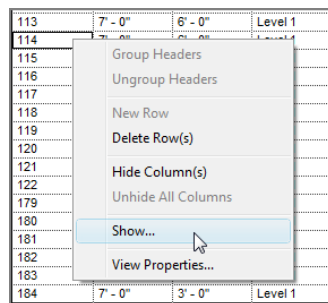 113 7' - 0" 6' - 0" Level 1
114
115 Group Headers
116 Ungroup Headers
117
118 New Row
119 Delete Row(s)
120
121 Hide Column(s)
122
179 Unhide All Columns
180
181 Show...
182
183 View Properties...
184 7' - 0" 3' - 0" Level 1